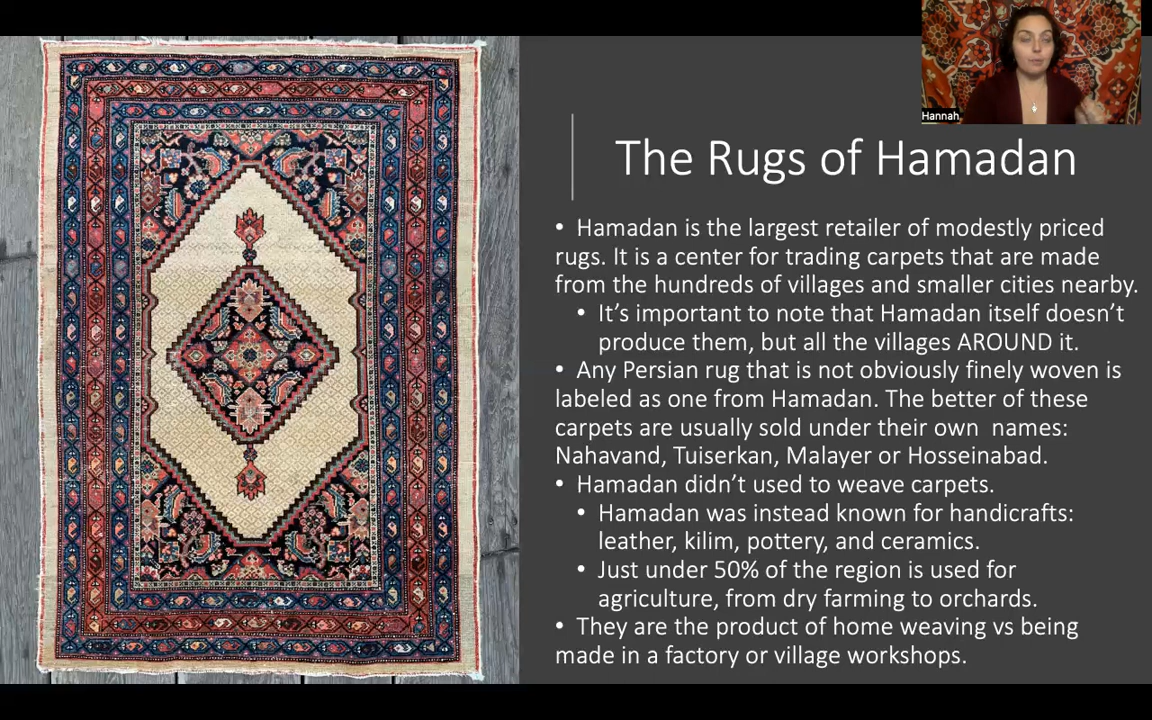 Hannah
The Rugs of Hamadan
• Hamadan is the largest retailer of modestly priced
rugs. It is a center for trading carpets that are made
from the hundreds of villages and smaller cities nearby.
• It’s important to note that Hamadan itself doesn’t
produce them, but all the villages AROUND it.
• Any Persian rug that is not obviously finely woven is
labeled as one from Hamadan. The better of these
carpets are usually sold under their own  names:
Nahavand, Tuiserkan, Malayer or Hosseinabad.
• Hamadan didn’t used to weave carpets.
• Hamadan was instead known for handicrafts:
leather, kilim, pottery, and ceramics.
• Just under 50% of the region is used for
agriculture, from dry farming to orchards.
• They are the product of home weaving vs being
made in a factory or village workshops.